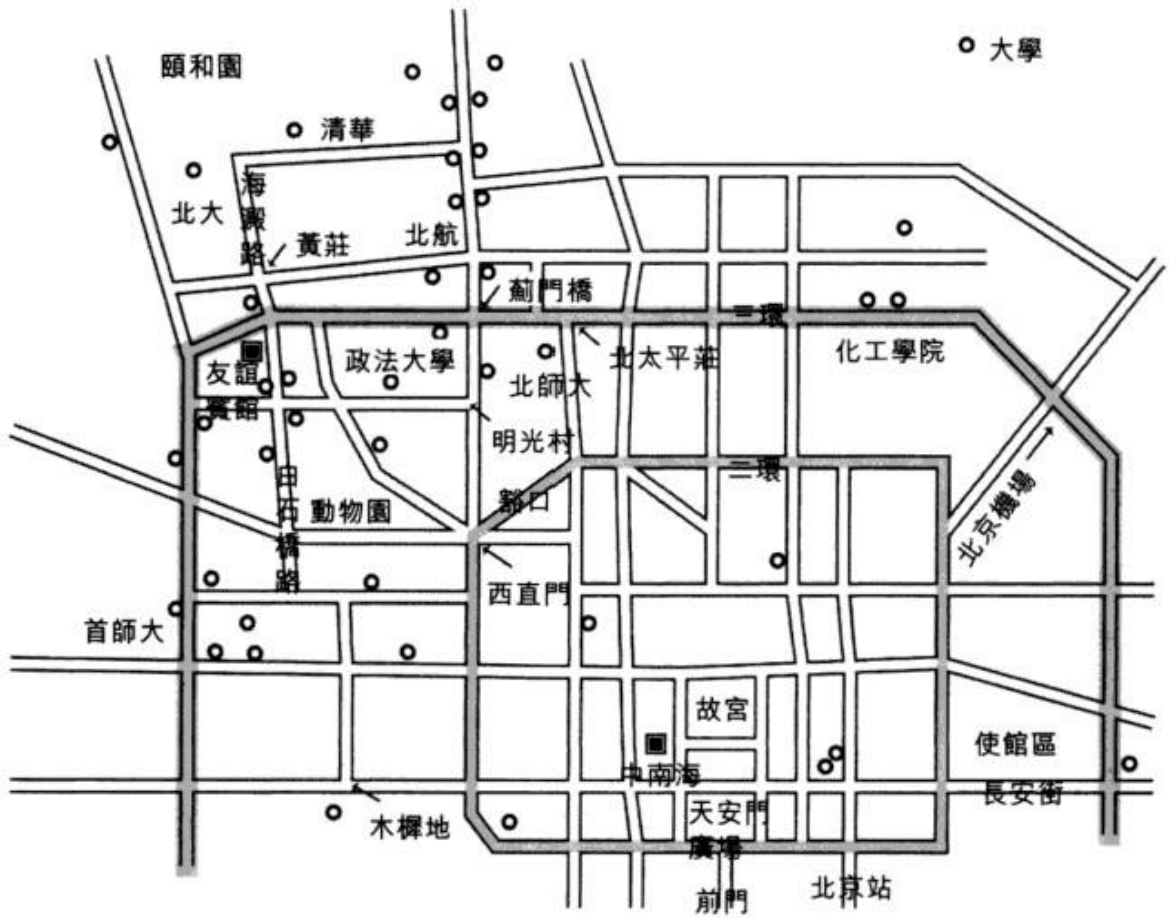 大學
頤和園
清華
海澱路
北大
黃莊
北航
薊門橋
三環
友誼
賓館
政法大學
北師大
北太平莊
化工學院
明光村
二環
豁口
白石橋路
動物園
北京機場
西直門
首師大
故宮
使館區
中南海
長安街
天安門
廣場
木樨地
前門
北京站